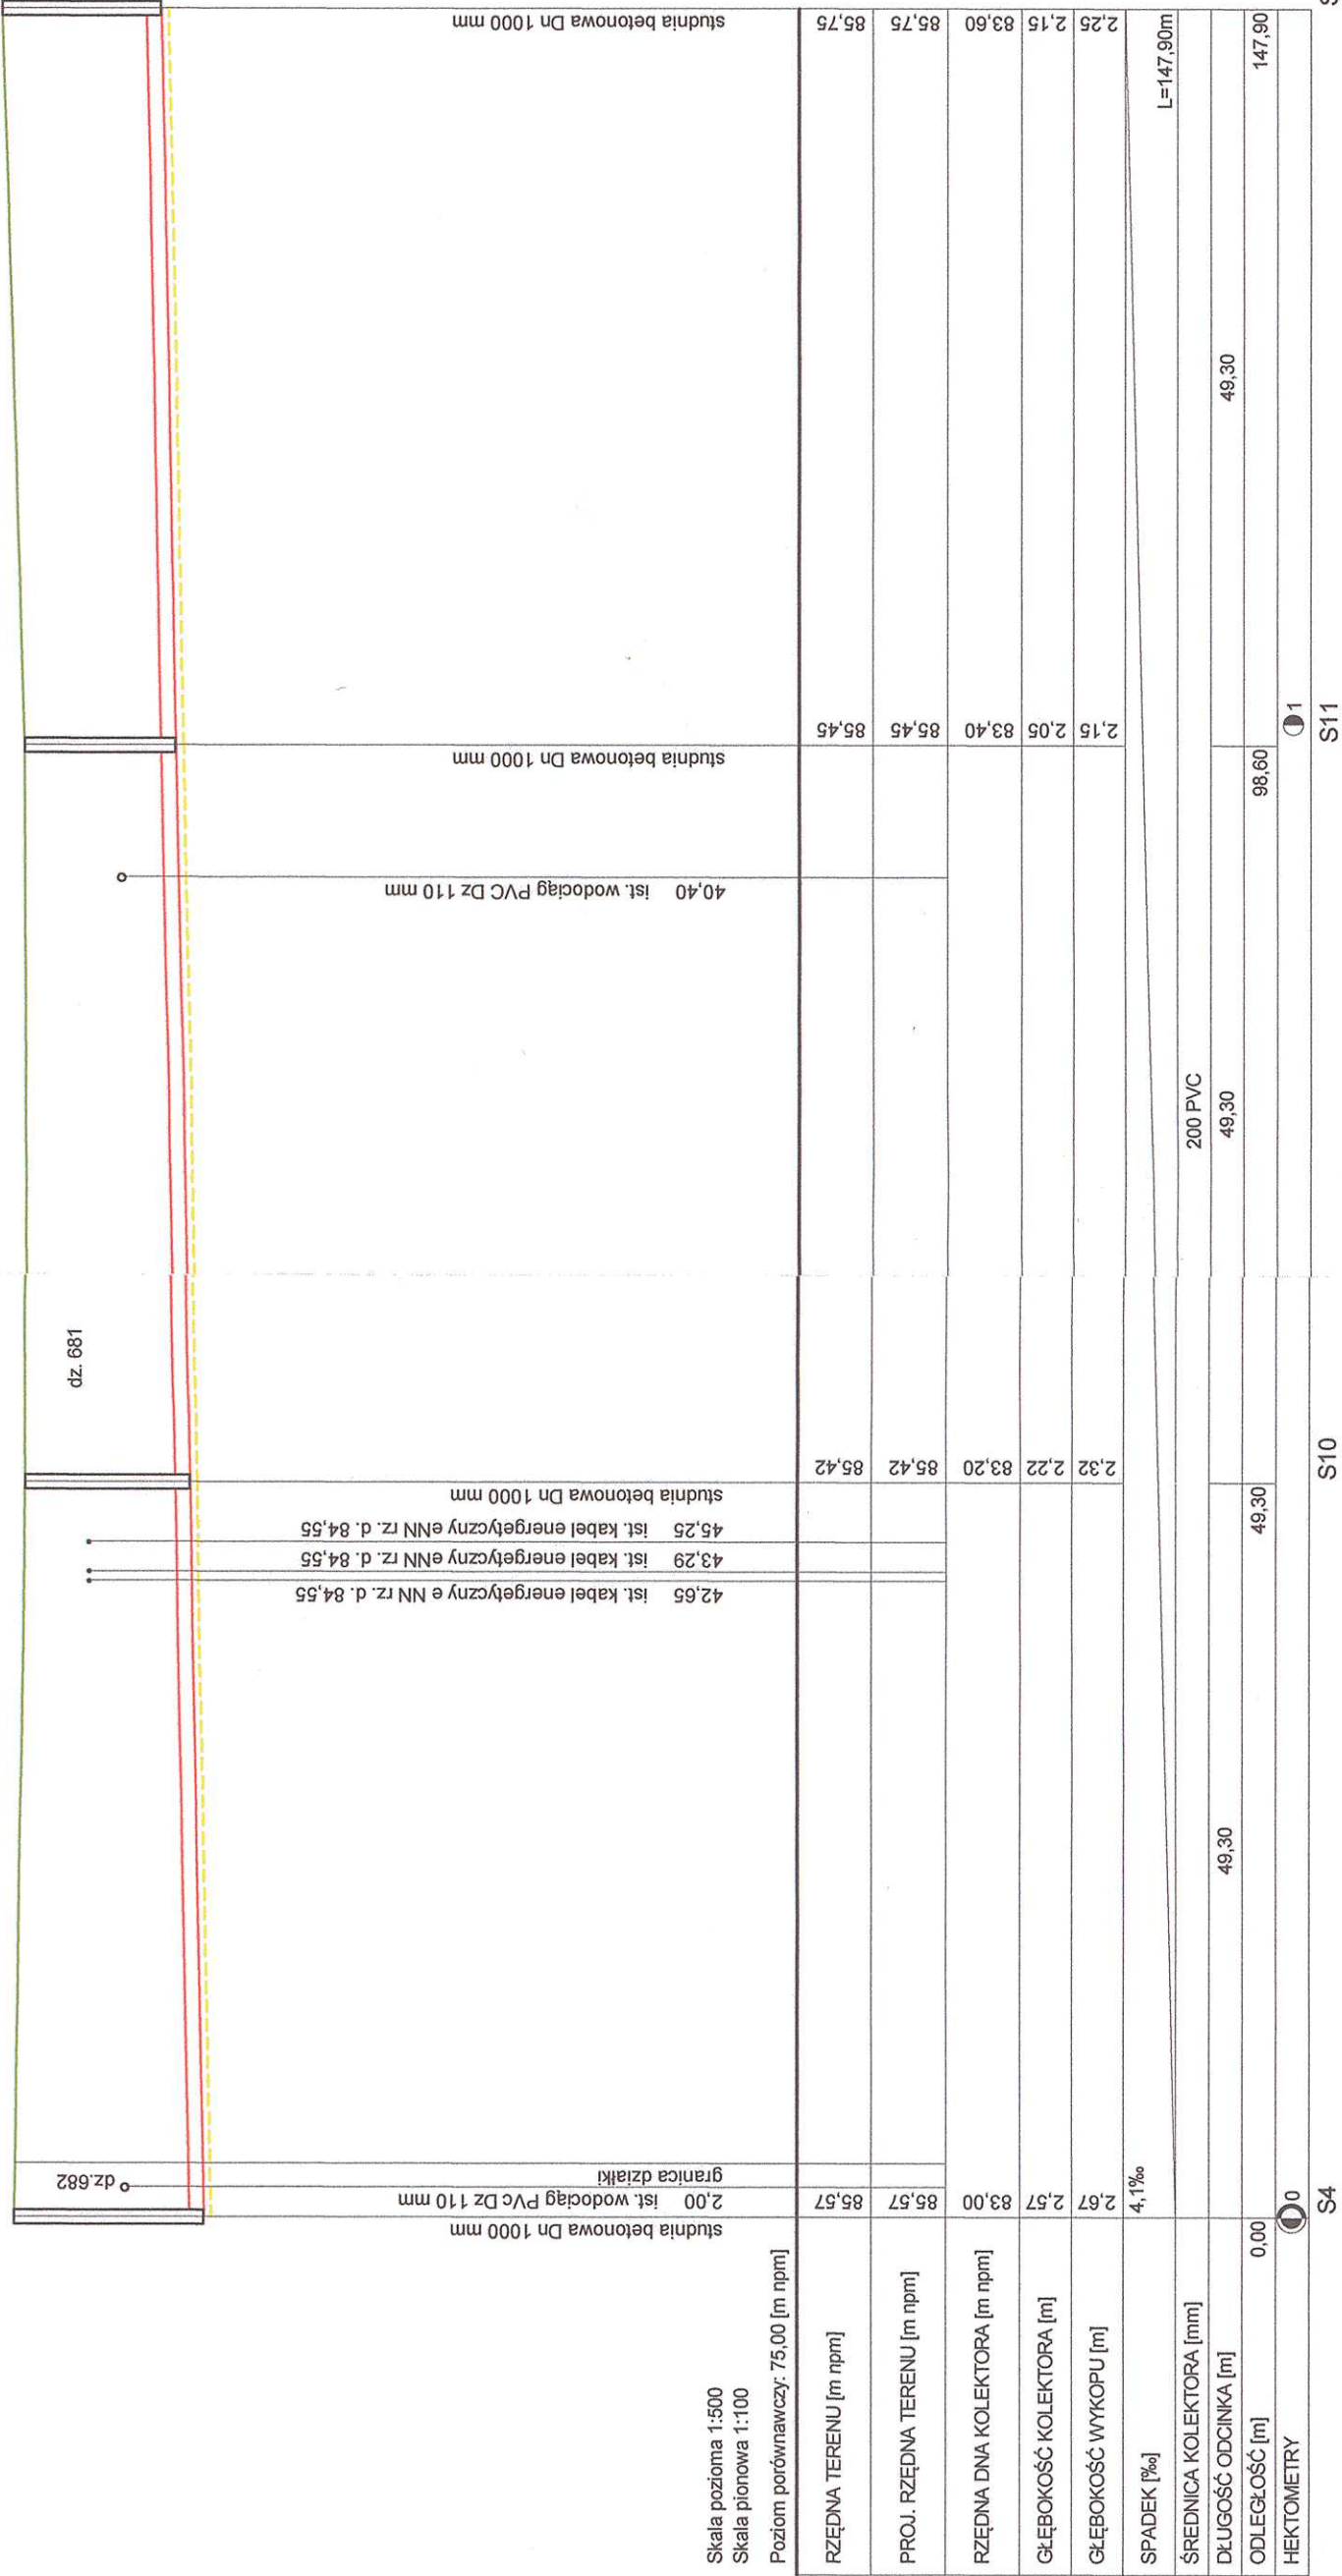 dz.682
dz. 681
studnia betonowa Dn 1000 mm
2,00 ist. wodociąg PVc Dz 110 mm
granica działki
42,65 ist. kabel energetyczny e NN rz. d. 84,55
43,29 ist. kabel energetyczny eNN rz. d. 84,55
45,25 ist. kabel energetyczny eNN rz. d. 84,55
studnia betonowa Dn 1000 mm
40,40 ist. wodociąg PVC Dz 110 mm
studnia betonowa Dn 1000 mm
studnia betonowa Dn 1000 mm
Skala pozioma 1:500
Skala pionowa 1:100
Poziom porównawczy: 75,00 [m npm]
RZĘDNA TERENU [m npm] 85,57 85,42 85,45 85,75
PROJ. RZĘDNA TERENU [m npm] 85,57 85,42 85,45 85,75
RZĘDNA DNA KOLEKTORA [m npm] 83,00 83,20 83,40 83,60
GŁĘBOKOŚĆ KOLEKTORA [m] 2,57 2,22 2,05 2,15
GŁĘBOKOŚĆ WYKOPU [m] 2,67 2,32 2,15 2,25
SPADEK [‰] 4,1‰ L=147,90m
ŚREDNICA KOLEKTORA [mm] 200 PVC
DŁUGOŚĆ ODCINKA [m] 49,30 49,30 49,30
ODLEGŁOŚĆ [m] 0,00 49,30 98,60 147,90
HEKTOMETRY 0 1
S4 S10 S11